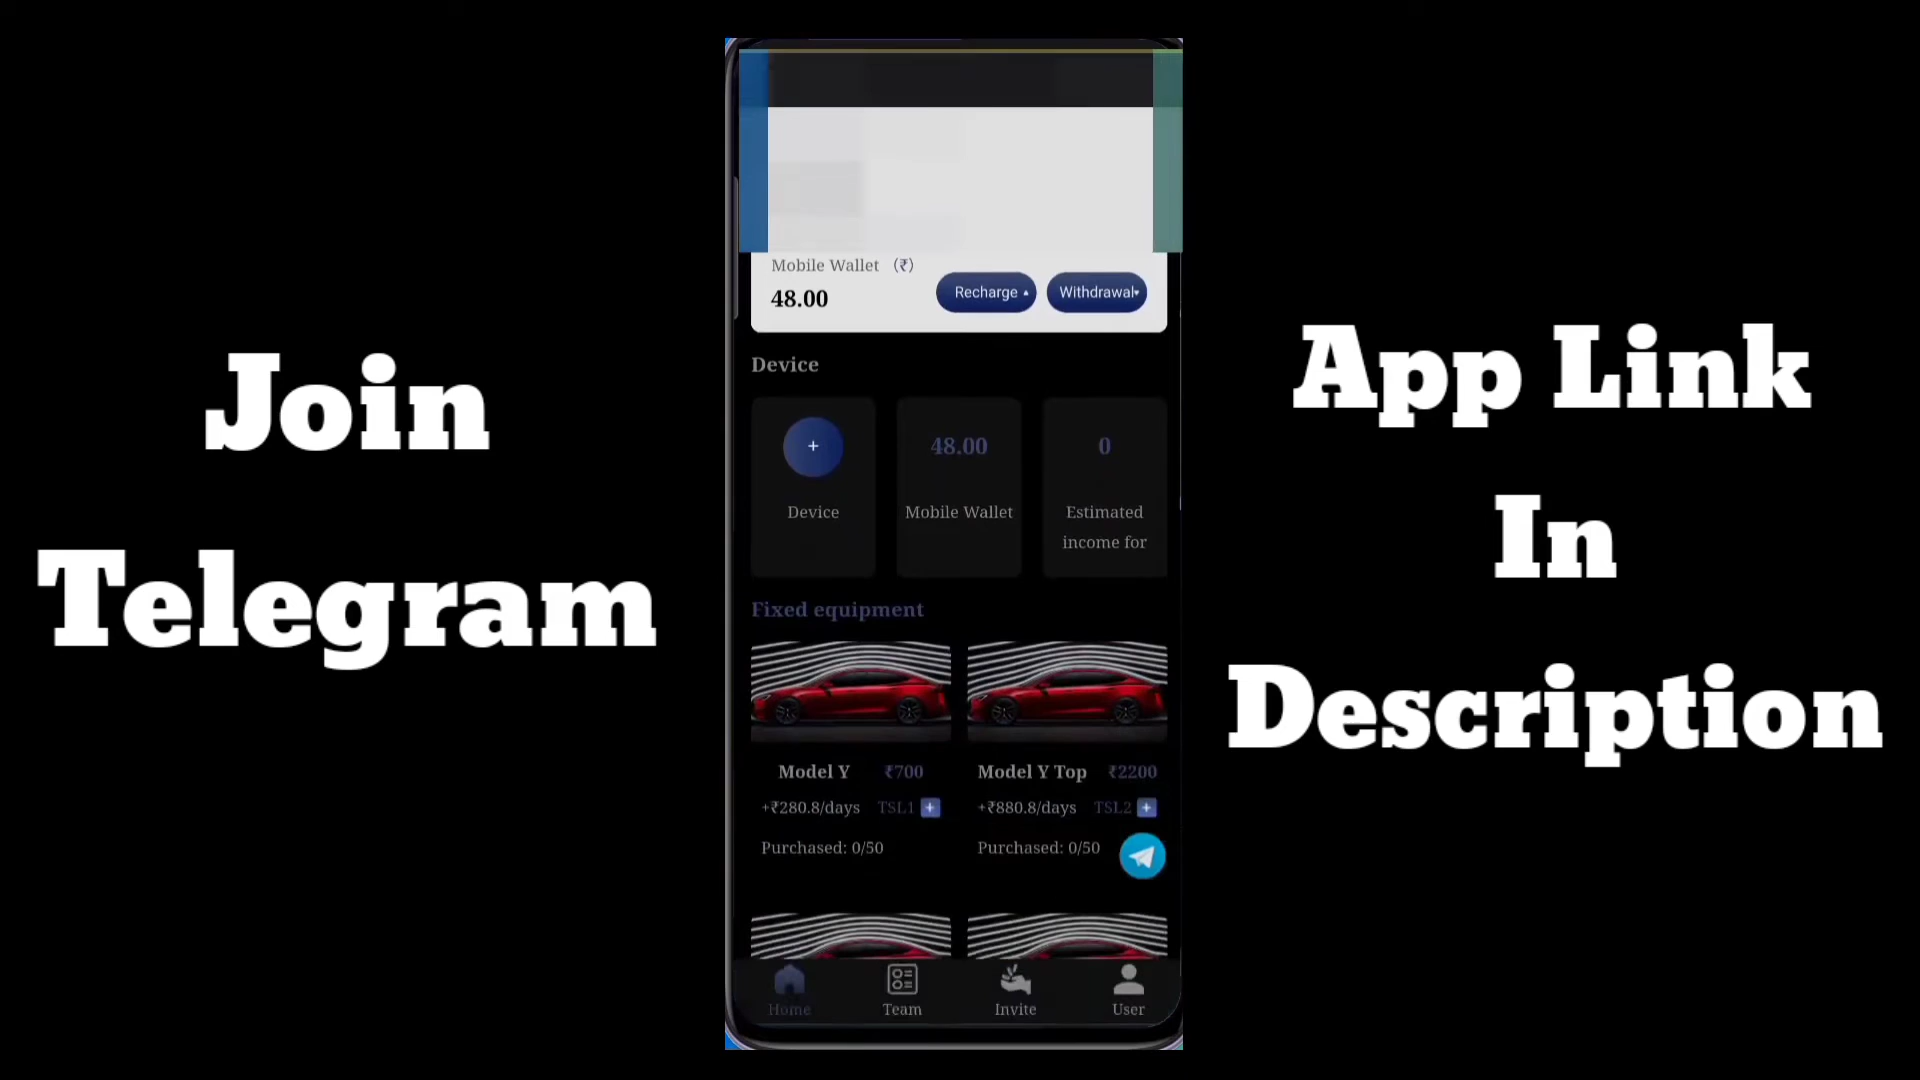 Join
Telegram
Mobile Wallet (₹)
48.00
Recharge
Withdrawal
Device
+
Device
48.00
Mobile Wallet
0
Estimated
income for
Fixed equipment
Model Y ₹700
+₹280.8/days TSL1 +
Purchased: 0/50
Model Y Top ₹2200
+₹880.8/days TSL2 +
Purchased: 0/50
Home
Team
Invite
User
App Link
In
Description